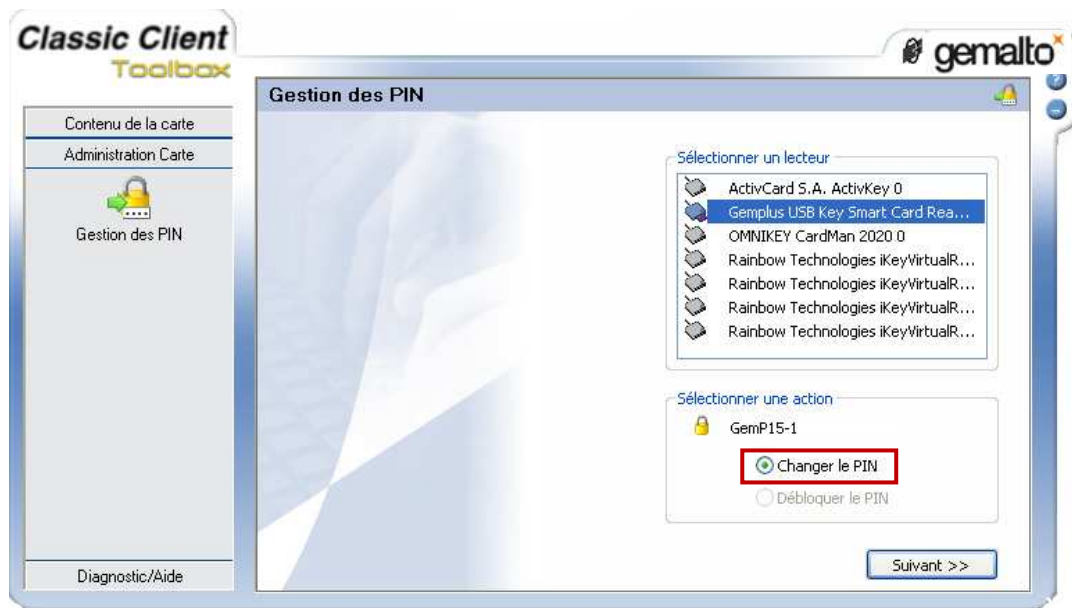 Classic Client
Toolbox
gemalto
Gestion des PIN
Contenu de la carte
Administration Carte
Gestion des PIN
Diagnostic/Aide
Sélectionner un lecteur
ActivCard S.A. ActivKey 0
Gemplus USB Key Smart Card Rea...
OMNIKEY CardMan 2020 0
Rainbow Technologies iKeyVirtualR...
Rainbow Technologies iKeyVirtualR...
Rainbow Technologies iKeyVirtualR...
Rainbow Technologies iKeyVirtualR...
Sélectionner une action
GemP15-1
Changer le PIN
Débloquer le PIN
Suivant >>